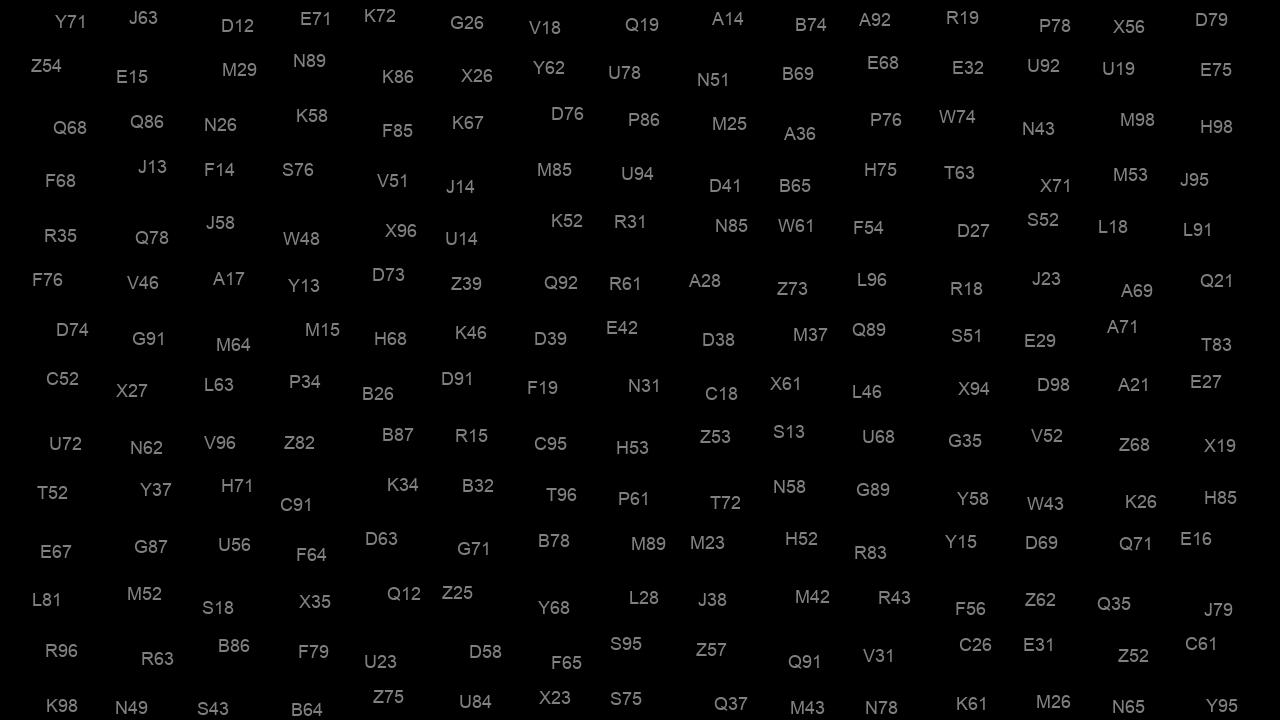 Y71 J63 D12 E71 K72 G26 V18 Q19 A14 B74 A92 R19 P78 X56 D79
Z54 E15 M29 N89 K86 X26 Y62 U78 N51 B69 E68 E32 U92 U19 E75
Q68 Q86 N26 K58 F85 K67 D76 P86 M25 A36 P76 W74 N43 M98 H98
F68 J13 F14 S76 V51 J14 M85 U94 D41 B65 H75 T63 X71 M53 J95
R35 Q78 J58 W48 X96 U14 K52 R31 N85 W61 F54 D27 S52 L18 L91
F76 V46 A17 Y13 D73 Z39 Q92 R61 A28 Z73 L96 R18 J23 A69 Q21
D74 G91 M64 M15 H68 K46 D39 E42 D38 M37 Q89 S51 E29 A71 T83
C52 X27 L63 P34 B26 D91 F19 N31 C18 X61 L46 X94 D98 A21 E27
U72 N62 V96 Z82 B87 R15 C95 H53 Z53 S13 U68 G35 V52 Z68 X19
T52 Y37 H71 C91 K34 B32 T96 P61 T72 N58 G89 Y58 W43 K26 H85
E67 G87 U56 F64 D63 G71 B78 M89 M23 H52 R83 Y15 D69 Q71 E16
L81 M52 S18 X35 Q12 Z25 Y68 L28 J38 M42 R43 F56 Z62 Q35 J79
R96 R63 B86 F79 U23 D58 F65 S95 Z57 Q91 V31 C26 E31 Z52 C61
K98 N49 S43 B64 Z75 U84 X23 S75 Q37 M43 N78 K61 M26 N65 Y95